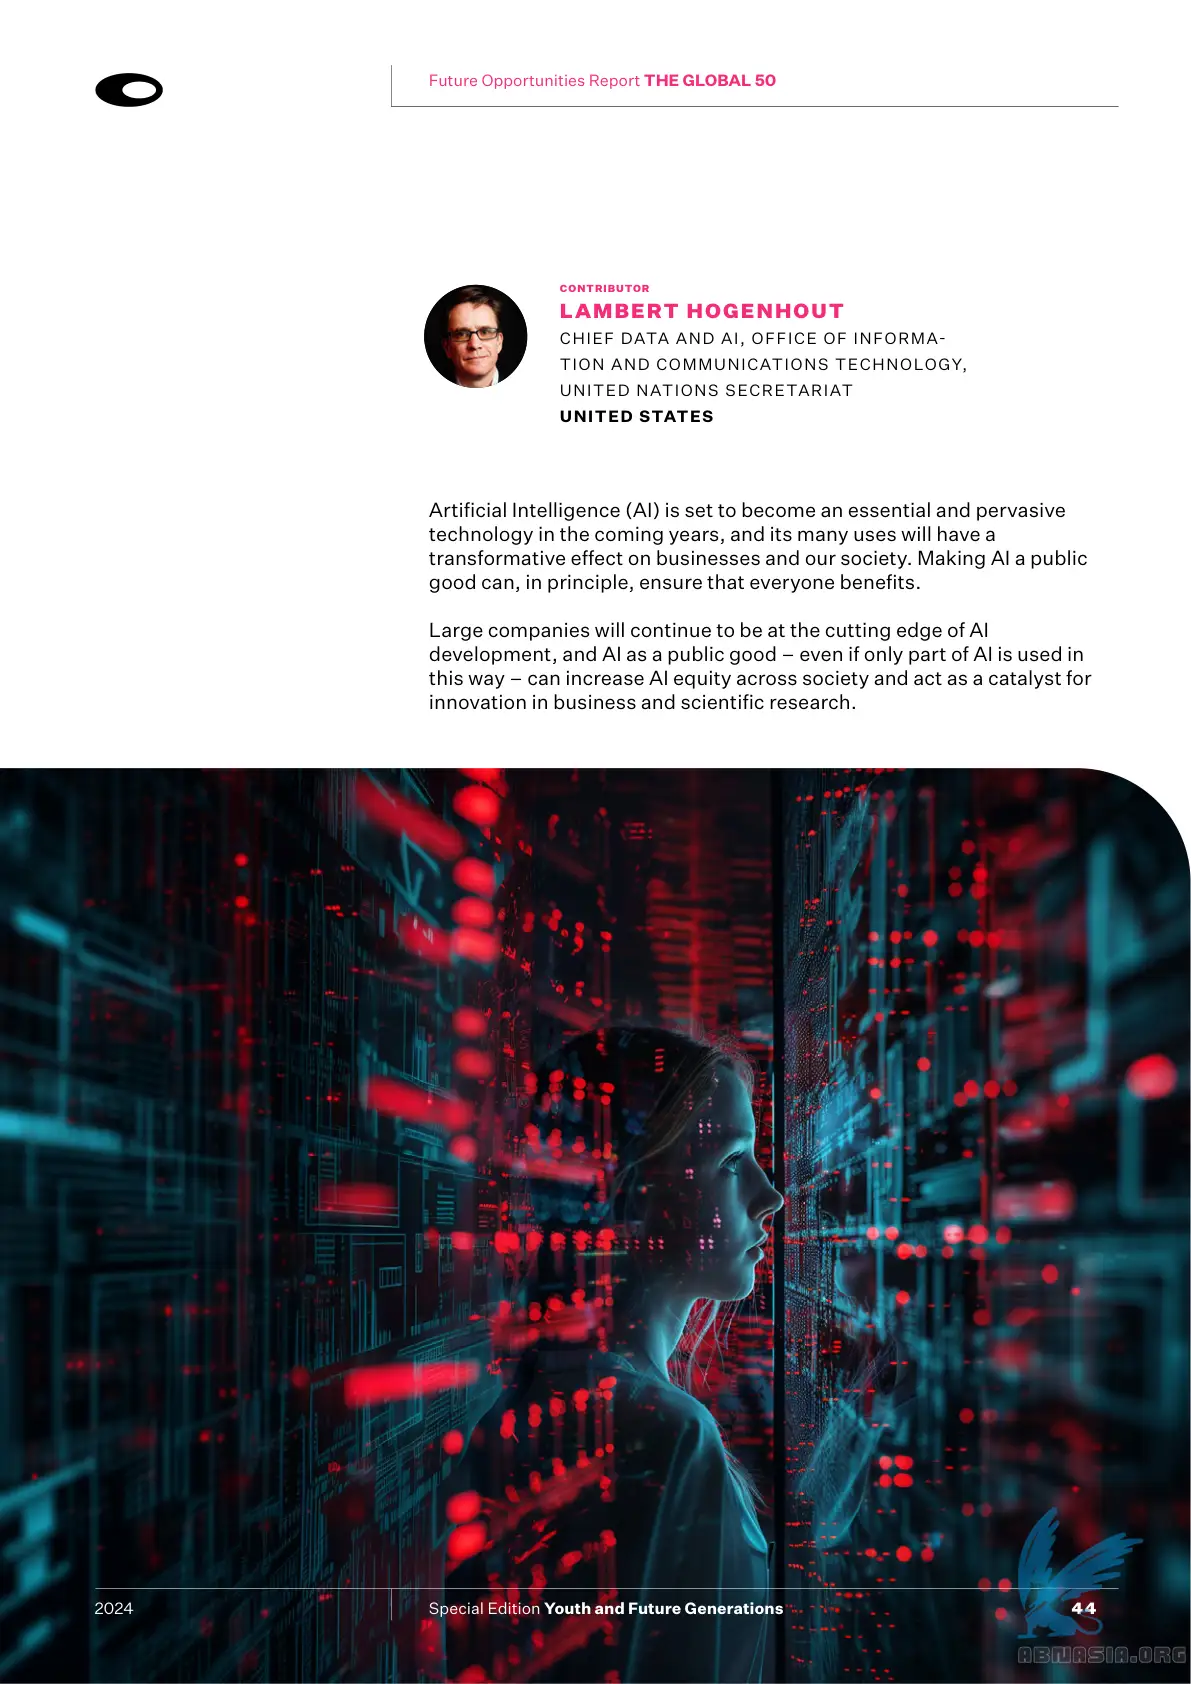 Future Opportunities Report THE GLOBAL 50
CONTRIBUTOR
LAMBERT HOGENHOUT
CHIEF DATA AND AI, OFFICE OF INFORMA-
TION AND COMMUNICATIONS TECHNOLOGY,
UNITED NATIONS SECRETARIAT
UNITED STATES
Artificial Intelligence (AI) is set to become an essential and pervasive
technology in the coming years, and its many uses will have a
transformative effect on businesses and our society. Making AI a public
good can, in principle, ensure that everyone benefits.
Large companies will continue to be at the cutting edge of AI
development, and AI as a public good – even if only part of AI is used in
this way – can increase AI equity across society and act as a catalyst for
innovation in business and scientific research.
2024
Special Edition Youth and Future Generations
44
ABNASIA.ORG